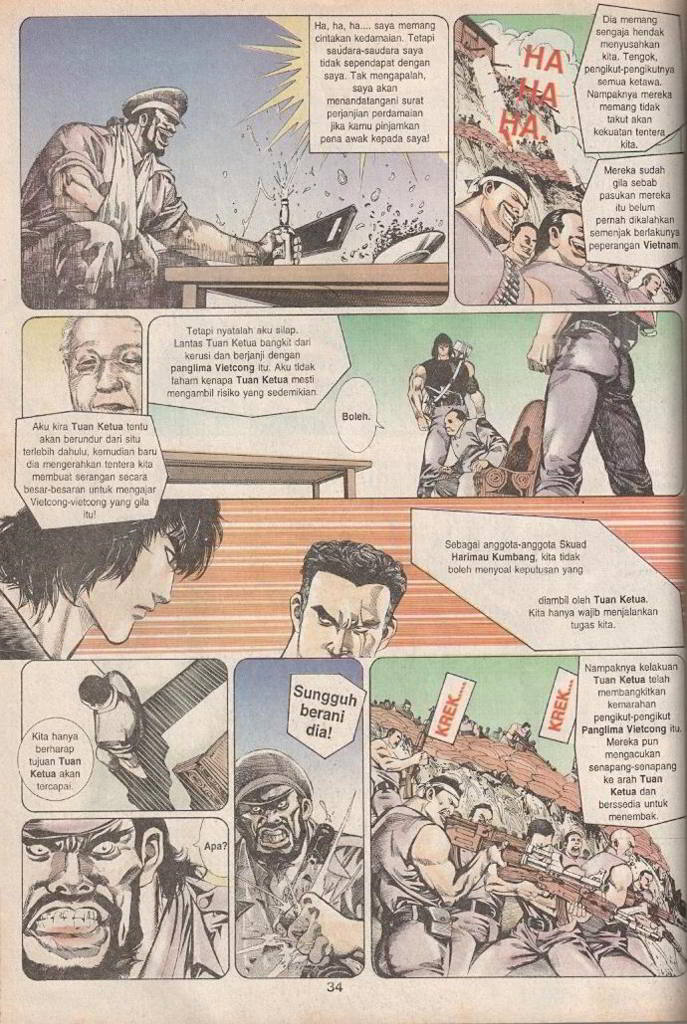 Ha, ha, ha.... saya memang
cintakan kedamaian. Tetapi
saudara-saudara saya
tidak sependapat dengan
saya. Tak mengapalah,
saya akan
menandatangani surat
perjanjian perdamaian
jika kamu pinjamkan
pena awak kepada saya!
HA
HA
HA.
Dia memang
sengaja hendak
menyusahkan
kita. Tengok,
pengikut-pengikutnya
semua ketawa.
Nampaknya mereka
memang tidak
takut akan
kekuatan tentera
kita.
Mereka sudah
gila sebab
pasukan mereka
itu belum
pernah dikalahkan
semenjak berlakunya
peperangan Vietnam.
Aku kira Tuan Ketua tentu
akan berundur dari situ
terlebih dahulu, kemudian baru
dia mengerahkan tentera kita
membuat serangan secara
besar-besaran untuk mengajar
Vietcong-vietcong yang gila
itu!
Tetapi nyatalah aku silap.
Lantas Tuan Ketua bangkit dari
kerusi dan berjanji dengan
panglima Vietcong itu. Aku tidak
faham kenapa Tuan Ketua mesti
mengambil risiko yang sedemikian.
Boleh.
Sebagai anggota-anggota Skuad
Harimau Kumbang, kita tidak
boleh menyoal keputusan yang
diambil oleh Tuan Ketua.
Kita hanya wajib menjalankan
tugas kita.
Kita hanya
berharap
tujuan Tuan
Ketua akan
tercapai.
Apa?
Sungguh
berani
dia!
KREK....
KREK....
Nampaknya kelakuan
Tuan Ketua telah
membangkitkan
kemarahan
pengikut-pengikut
Panglima Vietcong itu.
Mereka pun
mengacukan
senapang-senapang
ke arah Tuan
Ketua dan
berssedia untuk
menembak.
34